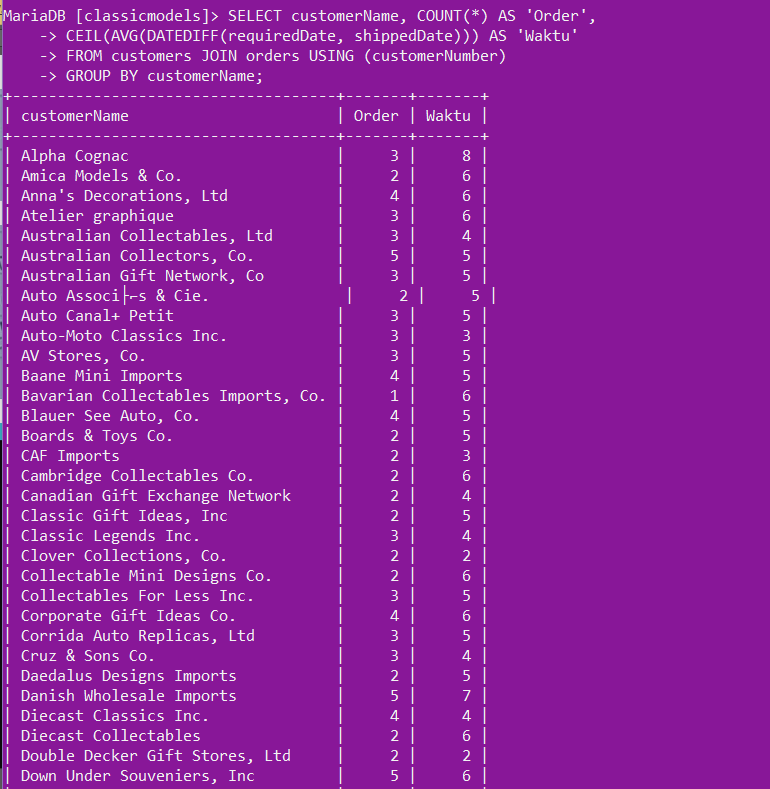 MariaDB [classicmodels]> SELECT customerName, COUNT(*) AS 'Order',
    -> CEIL(AVG(DATEDIFF(requiredDate, shippedDate))) AS 'Waktu'
    -> FROM customers JOIN orders USING (customerNumber)
    -> GROUP BY customerName;
+------------------------------------+-------+-------+
| customerName                       | Order | Waktu |
+------------------------------------+-------+-------+
| Alpha Cognac                       |     3 |     8 |
| Amica Models & Co.                 |     2 |     6 |
| Anna's Decorations, Ltd            |     4 |     6 |
| Atelier graphique                  |     3 |     6 |
| Australian Collectables, Ltd       |     3 |     4 |
| Australian Collectors, Co.         |     5 |     5 |
| Australian Gift Network, Co        |     3 |     5 |
| Auto Associ├⌐s & Cie.                |     2 |     5 |
| Auto Canal+ Petit                  |     3 |     5 |
| Auto-Moto Classics Inc.            |     3 |     3 |
| AV Stores, Co.                     |     3 |     5 |
| Baane Mini Imports                 |     4 |     5 |
| Bavarian Collectables Imports, Co. |     1 |     6 |
| Blauer See Auto, Co.               |     4 |     5 |
| Boards & Toys Co.                  |     2 |     5 |
| CAF Imports                        |     2 |     3 |
| Cambridge Collectables Co.         |     2 |     6 |
| Canadian Gift Exchange Network     |     2 |     4 |
| Classic Gift Ideas, Inc            |     2 |     5 |
| Classic Legends Inc.               |     3 |     4 |
| Clover Collections, Co.            |     2 |     2 |
| Collectable Mini Designs Co.       |     2 |     6 |
| Collectables For Less Inc.         |     3 |     5 |
| Corporate Gift Ideas Co.           |     4 |     6 |
| Corrida Auto Replicas, Ltd         |     3 |     5 |
| Cruz & Sons Co.                    |     3 |     4 |
| Daedalus Designs Imports           |     2 |     5 |
| Danish Wholesale Imports           |     5 |     7 |
| Diecast Classics Inc.              |     4 |     4 |
| Diecast Collectables               |     2 |     6 |
| Double Decker Gift Stores, Ltd     |     2 |     2 |
| Down Under Souveniers, Inc         |     5 |     6 |